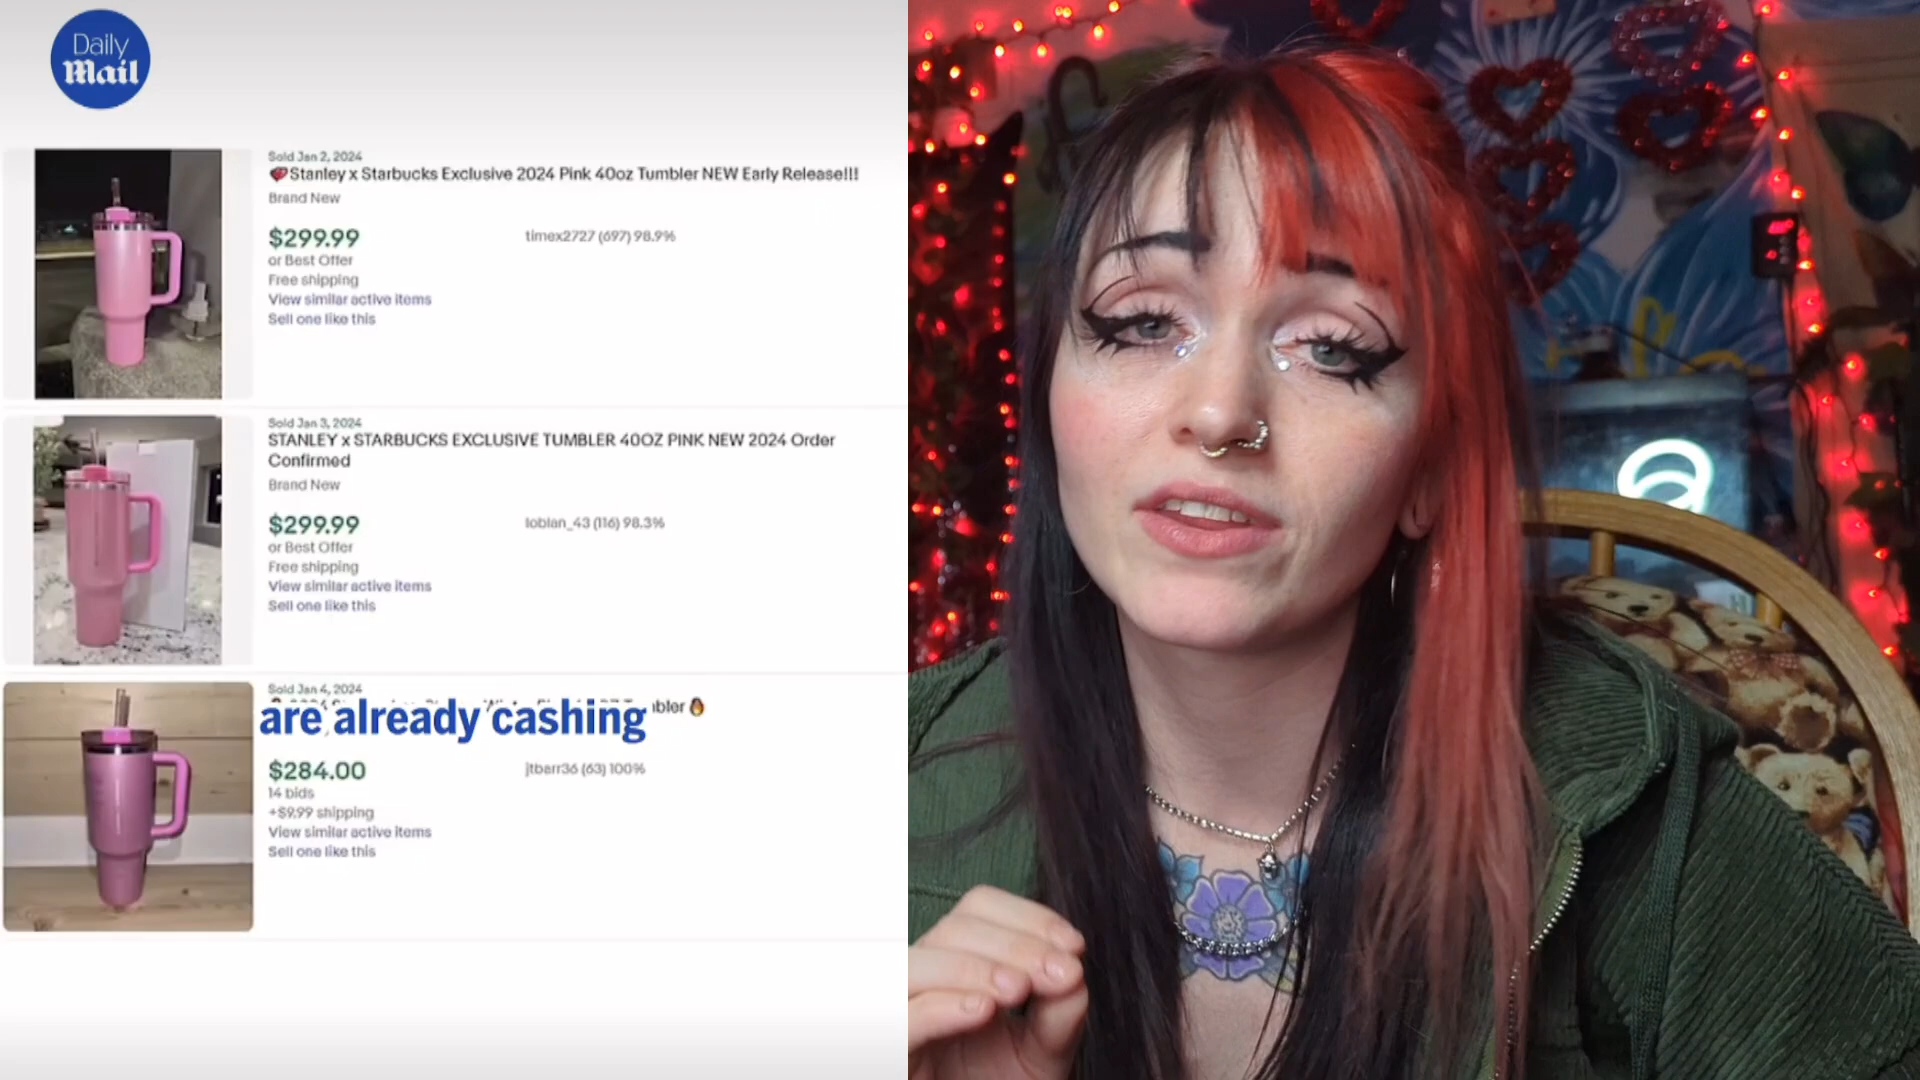 Daily
Mail
Sold Jan 2, 2024
💝Stanley x Starbucks Exclusive 2024 Pink 40oz Tumbler NEW Early Release!!!
Brand New
$299.99
timex2727 (697) 98.9%
or Best Offer
Free shipping
View similar active items
Sell one like this
Sold Jan 3, 2024
STANLEY x STARBUCKS EXCLUSIVE TUMBLER 40OZ PINK NEW 2024 Order
Confirmed
Brand New
$299.99
loblan_43 (116) 98.3%
or Best Offer
Free shipping
View similar active items
Sell one like this
Sold Jan 4, 2024
are already cashing
$284.00
jtbarr36 (63) 100%
14 bids
+$9.99 shipping
View similar active items
Sell one like this